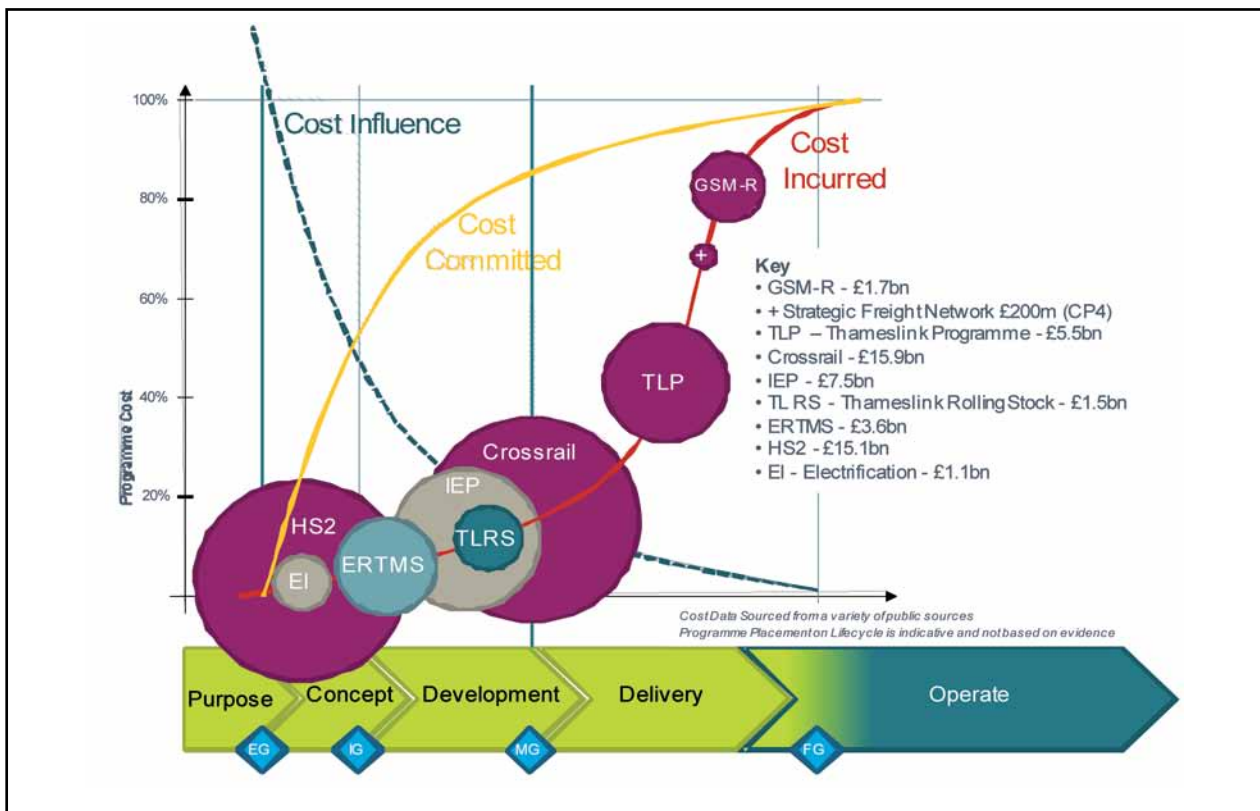 100%
80%
60%
40%
20%
Programme Cost
Cost Influence
Cost
Committed
Cost
Incurred
GSM-R
+
TLP
Crossrail
IEP
TLRS
HS2
ERTMS
EI
Key
• GSM-R - £1.7bn
• + Strategic Freight Network £200m (CP4)
• TLP – Thameslink Programme - £5.5bn
• Crossrail - £15.9bn
• IEP - £7.5bn
• TLRS - Thameslink Rolling Stock - £1.5bn
• ERTMS - £3.6bn
• HS2 - £15.1bn
• EI - Electrification - £1.1bn
Cost Data Sourced from a variety of public sources
Programme Placement on Lifecycle is indicative and not based on evidence
Purpose
Concept
Development
Delivery
Operate
EG
IG
MG
FG